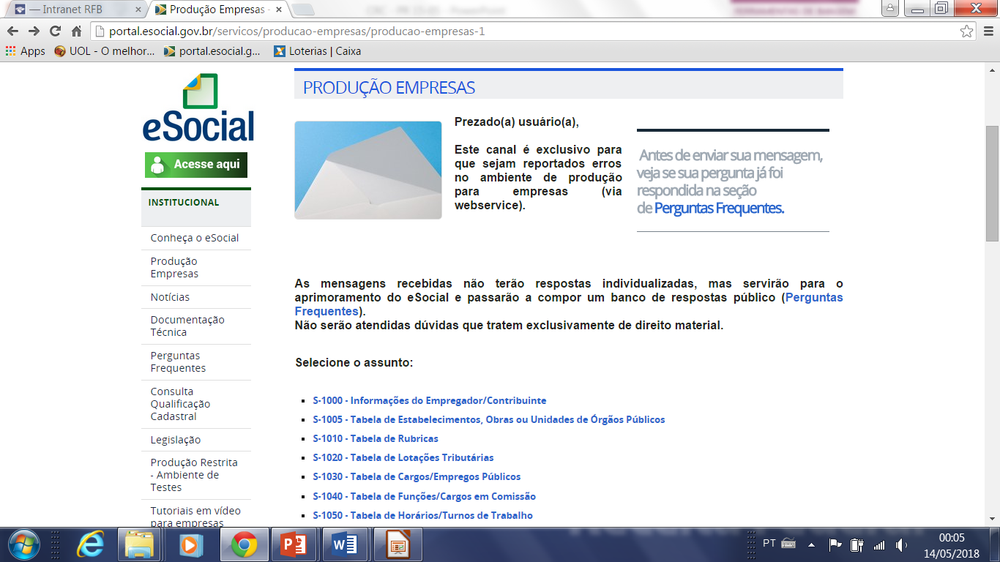 — Intranet RFB
Produção Empresas -
portal.esocial.gov.br/servicos/producao-empresas/producao-empresas-1
Apps
UOL - O melhor...
portal.esocial.g...
Loterias | Caixa
eSocial
Acesse aqui
INSTITUCIONAL
Conheça o eSocial
Produção
Empresas
Notícias
Documentação
Técnica
Perguntas
Frequentes
Consulta
Qualificação
Cadastral
Legislação
Produção Restrita
- Ambiente de
Testes
Tutoriais em vídeo
para empresas
PRODUÇÃO EMPRESAS
Prezado(a) usuário(a),
Este canal é exclusivo para
que sejam reportados erros
no ambiente de produção
para empresas (via
webservice).
Antes de enviar sua mensagem,
veja se sua pergunta já foi
respondida na seção
de Perguntas Frequentes.
As mensagens recebidas não terão respostas individualizadas, mas servirão para o
aprimoramento do eSocial e passarão a compor um banco de respostas público (Perguntas
Frequentes).
Não serão atendidas dúvidas que tratem exclusivamente de direito material.
Selecione o assunto:
S-1000 - Informações do Empregador/Contribuinte
S-1005 - Tabela de Estabelecimentos, Obras ou Unidades de Órgãos Públicos
S-1010 - Tabela de Rubricas
S-1020 - Tabela de Lotações Tributárias
S-1030 - Tabela de Cargos/Empregos Públicos
S-1040 - Tabela de Funções/Cargos em Comissão
S-1050 - Tabela de Horários/Turnos de Trabalho
PT
00:05
14/05/2018